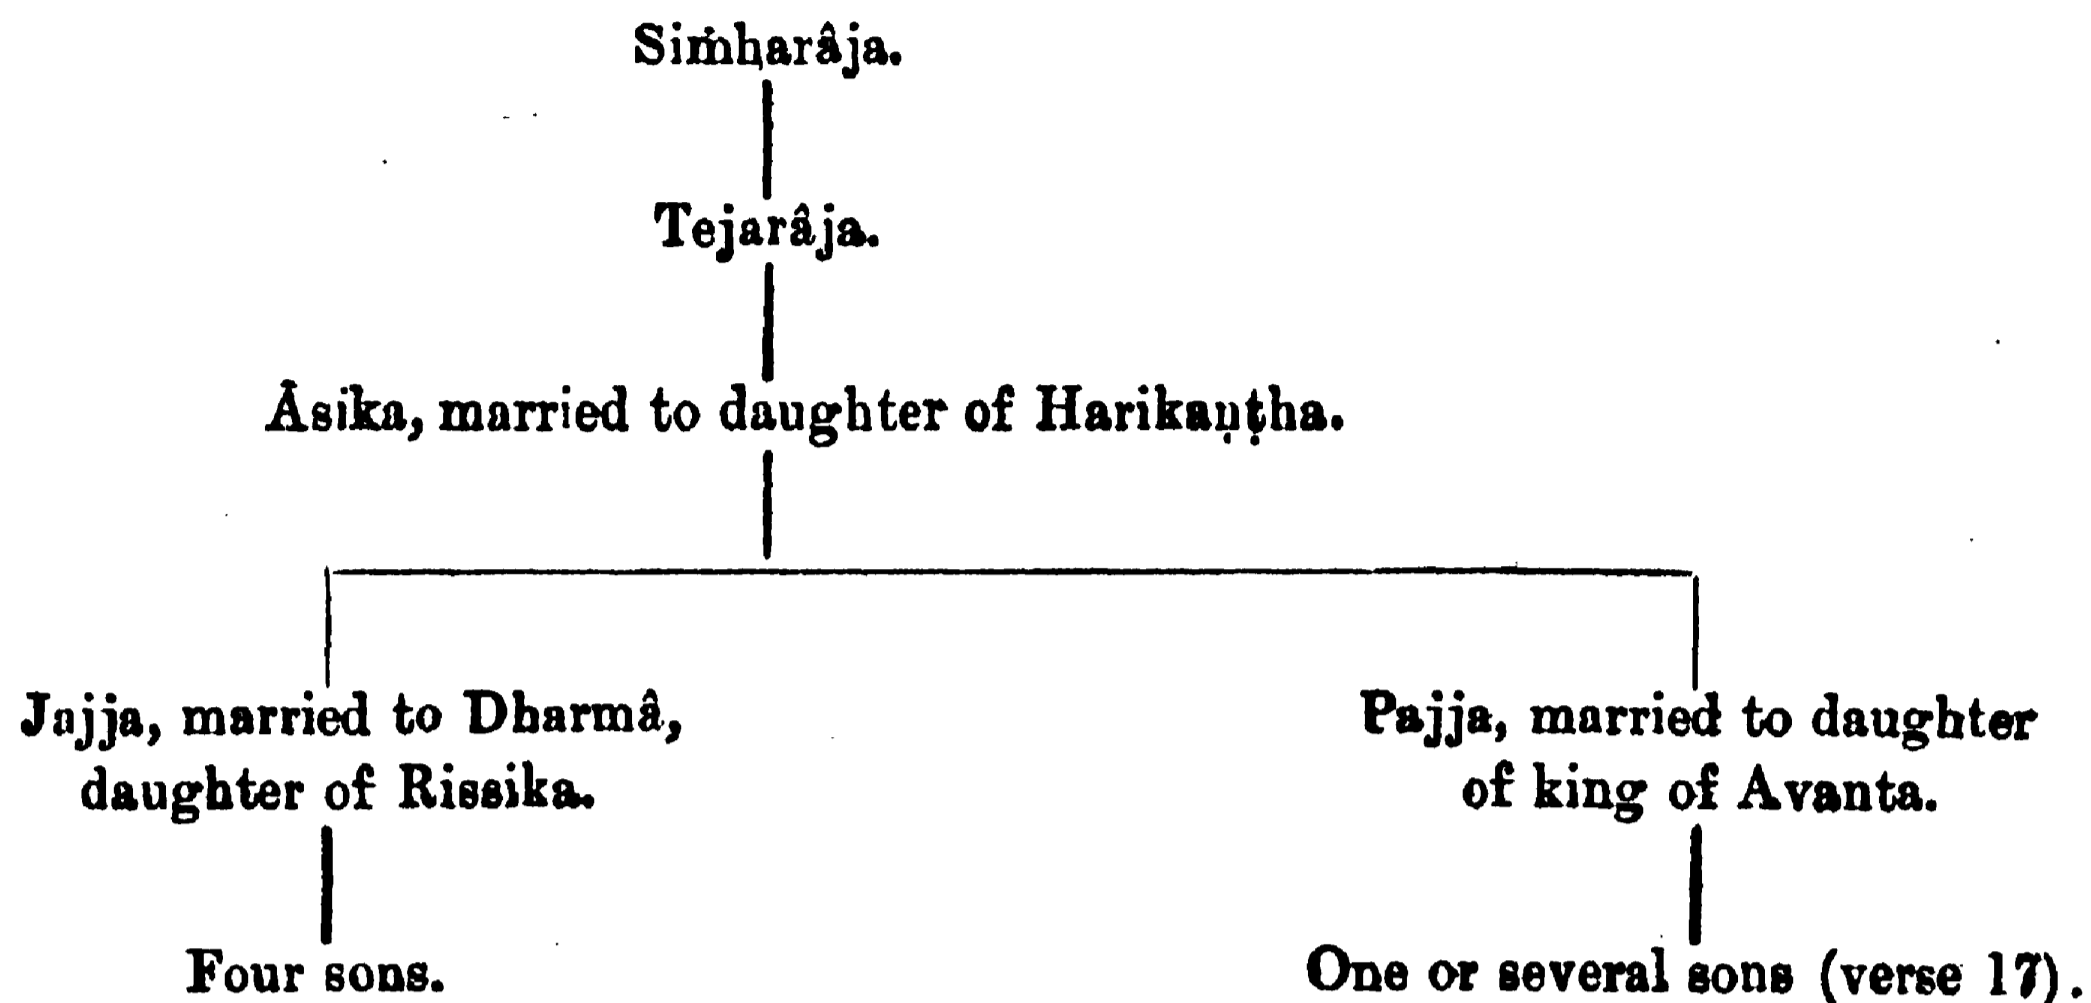 Siṁharâja.
Tejarâja.
Âsika, married to daughter of Harikaṇṭha.
Jajja, married to Dharmâ,
daughter of Rissika.
Pajja, married to daughter
of king of Avanta.
Four sons.
One or several sons (verse 17).